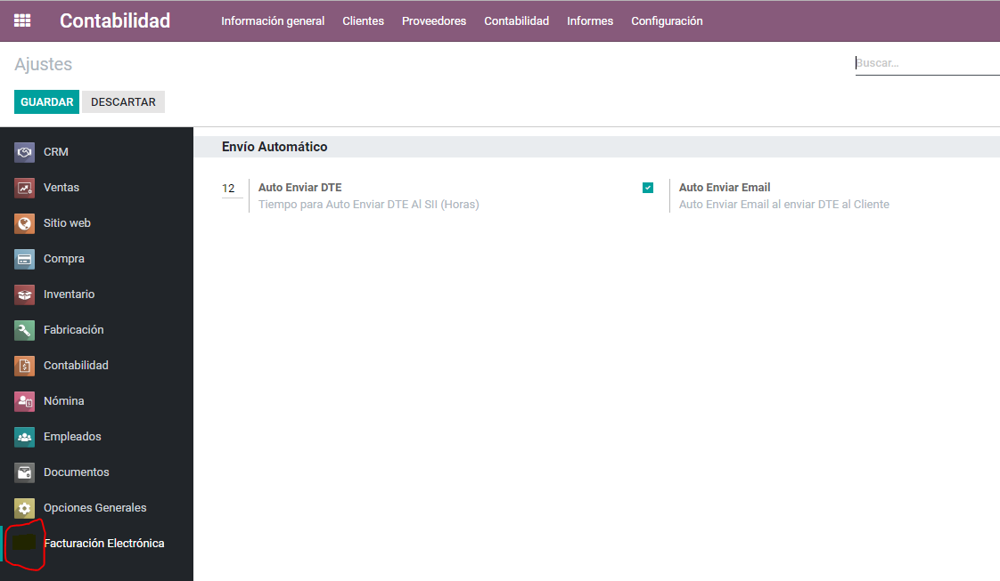 Contabilidad Información general Clientes Proveedores Contabilidad Informes Configuración
Ajustes
Buscar...
GUARDAR DESCARTAR
CRM
Ventas
Sitio web
Compra
Inventario
Fabricación
Contabilidad
Nómina
Empleados
Documentos
Opciones Generales
Facturación Electrónica
Envío Automático
12 Auto Enviar DTE
Tiempo para Auto Enviar DTE Al SII (Horas)
Auto Enviar Email
Auto Enviar Email al enviar DTE al Cliente